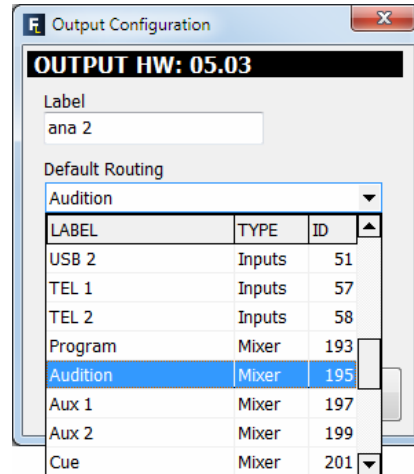 Output Configuration
OUTPUT HW: 05.03
Label
ana 2
Default Routing
Audition
LABEL TYPE ID
USB 2 Inputs 51
TEL 1 Inputs 57
TEL 2 Inputs 58
Program Mixer 193
Audition Mixer 195
Aux 1 Mixer 197
Aux 2 Mixer 199
Cue Mixer 201